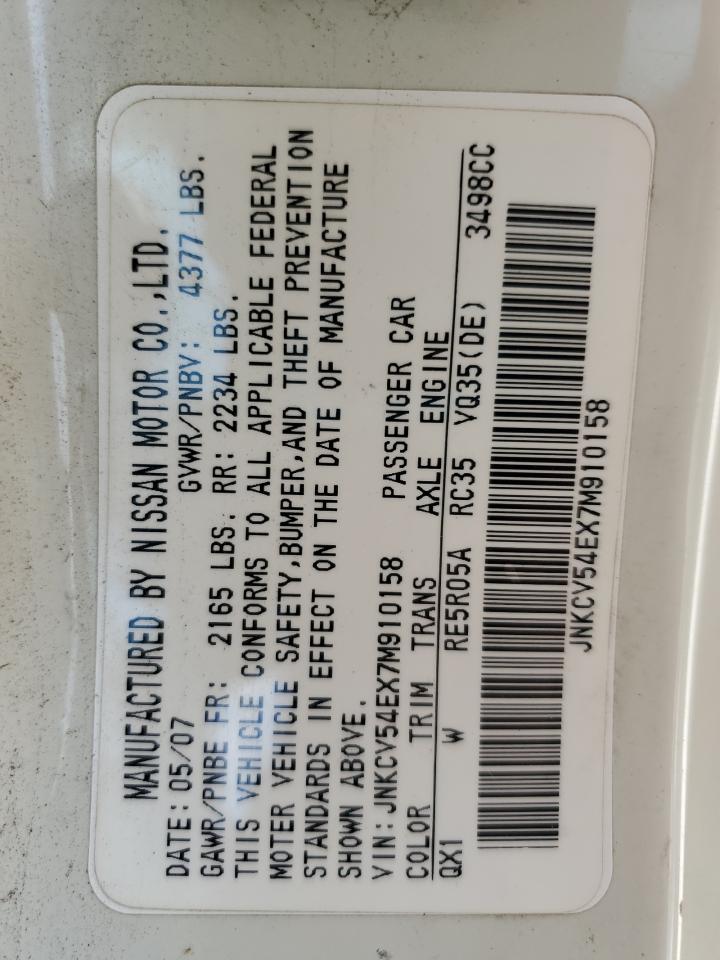 MANUFACTURED BY NISSAN MOTOR CO.,LTD.
DATE: 05/07 GVWR/PNBV: 4377 LBS.
GAWR/PNBE FR: 2165 LBS. RR: 2234 LBS.
THIS VEHICLE CONFORMS TO ALL APPLICABLE FEDERAL
MOTER VEHICLE SAFETY,BUMPER,AND THEFT PREVENTION
STANDARDS IN EFFECT ON THE DATE OF MANUFACTURE
SHOWN ABOVE.
VIN: JNKCV54EX7M910158 PASSENGER CAR
COLOR TRIM TRANS AXLE ENGINE
QX1 W RE5R05A RC35 VQ35(DE) 3498CC
JNKCV54EX7M910158